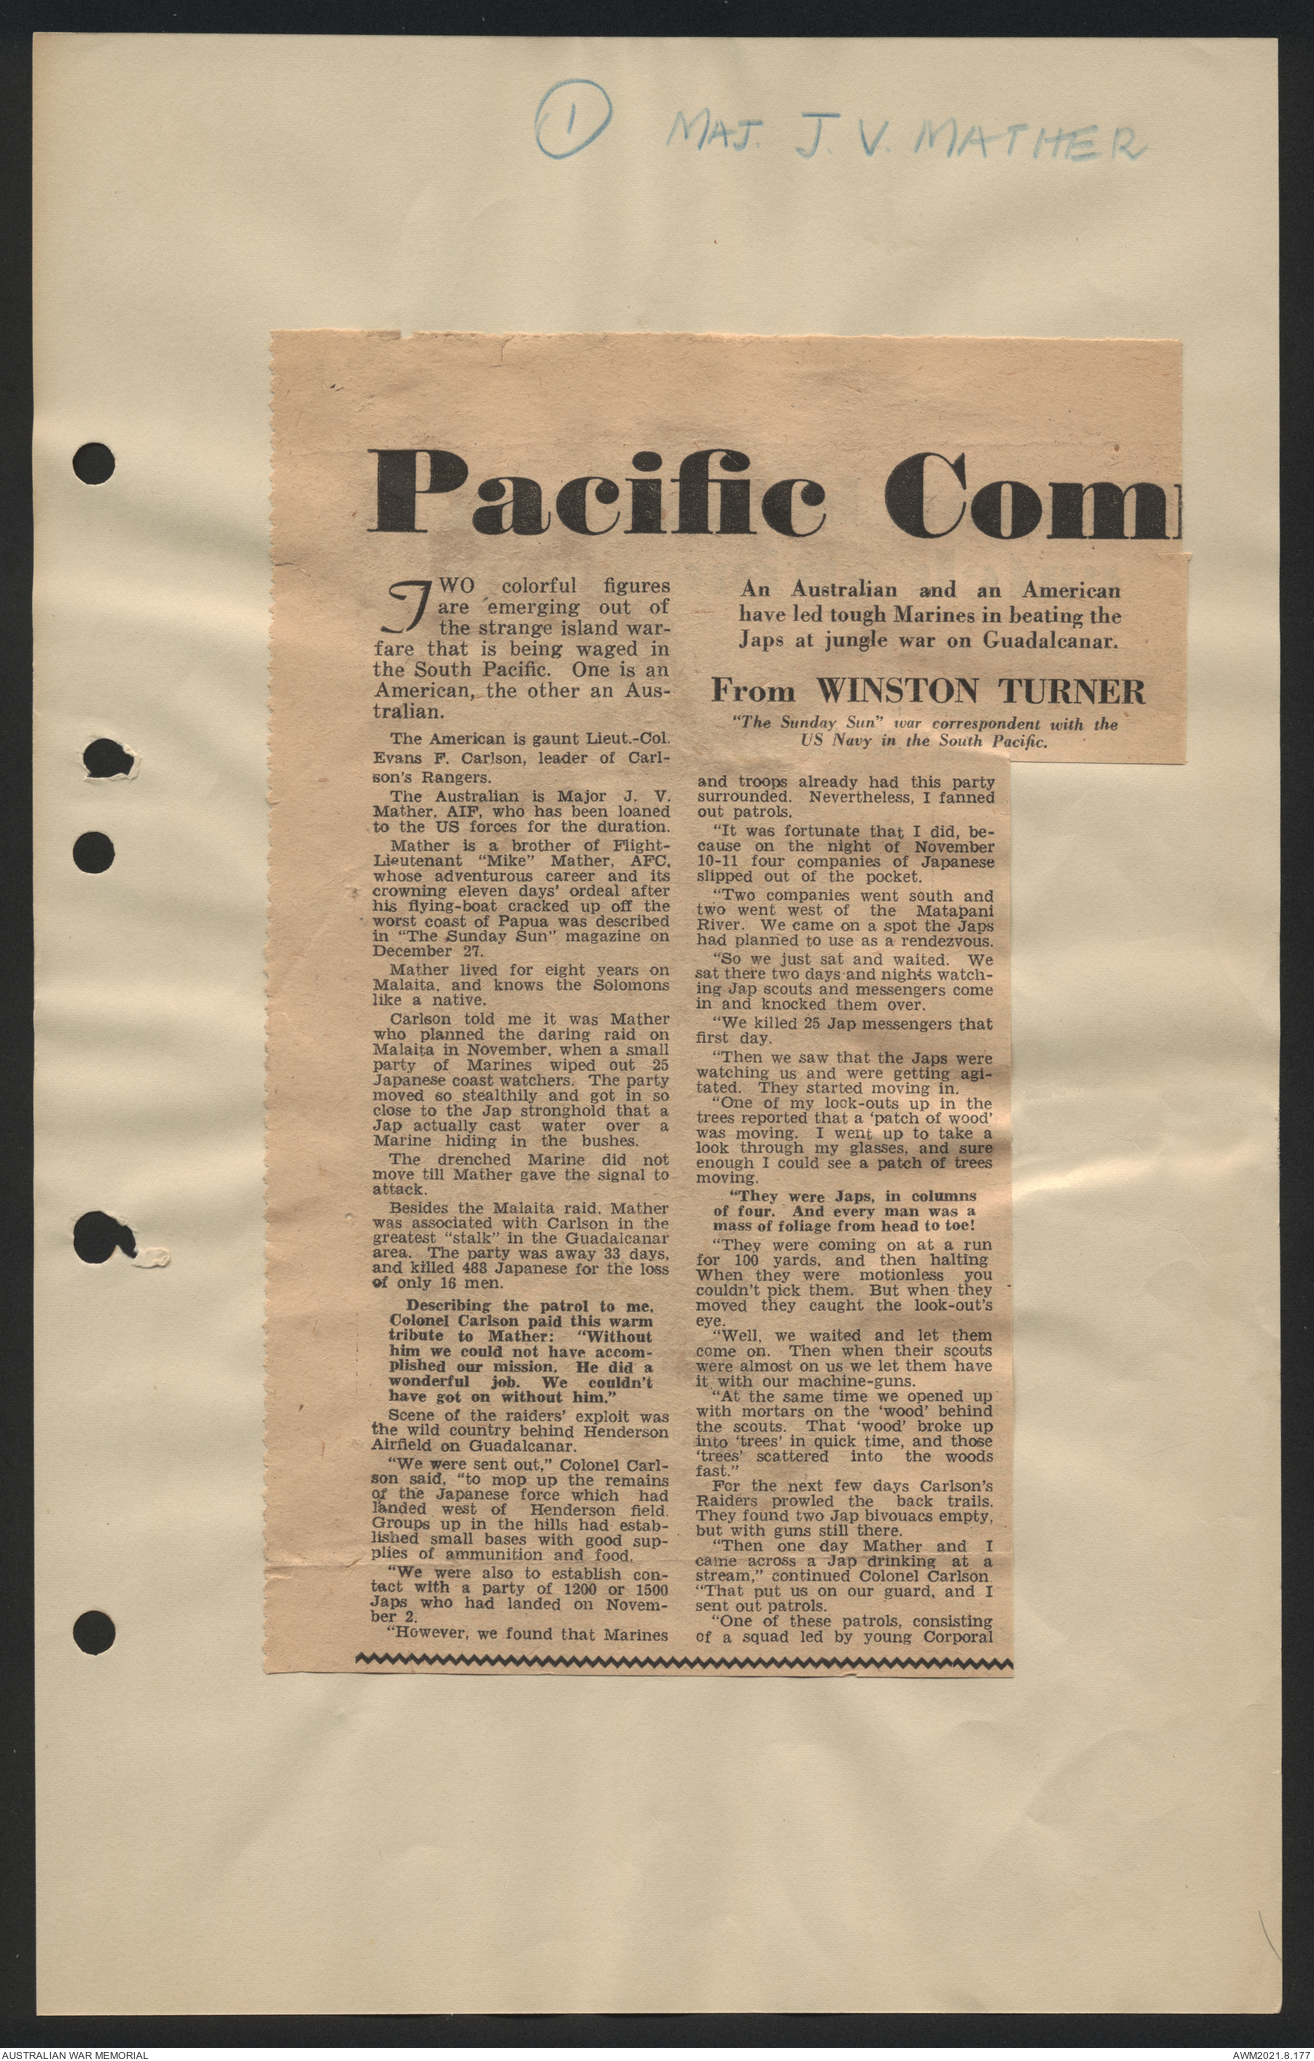 1 MAJ. J. V. MATHER
Pacific Com
TWO colorful figures
are emerging out of
the strange island war-
fare that is being waged in
the South Pacific. One is an
American, the other an Aus-
tralian.
The American is gaunt Lieut.-Col.
Evans F. Carlson, leader of Carl-
son's Rangers.
The Australian is Major J. V.
Mather, AIF, who has been loaned
to the US forces for the duration.
Mather is a brother of Flight-
Lieutenant "Mike" Mather, AFC,
whose adventurous career and its
crowning eleven days' ordeal after
his flying-boat cracked up off the
worst coast of Papua was described
in "The Sunday Sun" magazine on
December 27.
Mather lived for eight years on
Malaita, and knows the Solomons
like a native.
Carlson told me it was Mather
who planned the daring raid on
Malaita in November, when a small
party of Marines wiped out 25
Japanese coast watchers. The party
moved so stealthily and got in so
close to the Jap stronghold that a
Jap actually cast water over a
Marine hiding in the bushes.
The drenched Marine did not
move till Mather gave the signal to
attack.
Besides the Malaita raid, Mather
was associated with Carlson in the
greatest "stalk" in the Guadalcanar
area. The party was away 33 days,
and killed 488 Japanese for the loss
of only 16 men.
Describing the patrol to me,
Colonel Carlson paid this warm
tribute to Mather: "Without
him we could not have accom-
plished our mission. He did a
wonderful job. We couldn't
have got on without him."
Scene of the raiders' exploit was
the wild country behind Henderson
Airfield on Guadalcanar.
"We were sent out," Colonel Carl-
son said, "to mop up the remains
of the Japanese force which had
landed west of Henderson field.
Groups up in the hills had estab-
lished small bases with good sup-
plies of ammunition and food.
"We were also to establish con-
tact with a party of 1200 or 1500
Japs who had landed on Novem-
ber 2.
"However, we found that Marines
An Australian and an American
have led tough Marines in beating the
Japs at jungle war on Guadalcanar.
From WINSTON TURNER
"The Sunday Sun" war correspondent with the
US Navy in the South Pacific.
and troops already had this party
surrounded. Nevertheless, I fanned
out patrols.
"It was fortunate that I did, be-
cause on the night of November
10-11 four companies of Japanese
slipped out of the pocket.
"Two companies went south and
two went west of the Matapani
River. We came on a spot the Japs
had planned to use as a rendezvous.
"So we just sat and waited. We
sat there two days and nights watch-
ing Jap scouts and messengers come
in and knocked them over.
"We killed 25 Jap messengers that
first day.
"Then we saw that the Japs were
watching us and were getting agi-
tated. They started moving in.
"One of my look-outs up in the
trees reported that a 'patch of wood'
was moving. I went up to take a
look through my glasses, and sure
enough I could see a patch of trees
moving.
"They were Japs, in columns
of four. And every man was a
mass of foliage from head to toe!
"They were coming on at a run
for 100 yards, and then halting
When they were motionless you
couldn't pick them. But when they
moved they caught the look-out's
eye.
"Well, we waited and let them
come on. Then when their scouts
were almost on us we let them have
it with our machine-guns.
"At the same time we opened up
with mortars on the 'wood' behind
the scouts. That 'wood' broke up
into 'trees' in quick time, and those
'trees' scattered into the woods
fast."
For the next few days Carlson's
Raiders prowled the back trails.
They found two Jap bivouacs empty,
but with guns still there.
"Then one day Mather and I
came across a Jap drinking at a
stream," continued Colonel Carlson
"That put us on our guard, and I
sent out patrols.
"One of these patrols, consisting
of a squad led by young Corporal
AUSTRALIAN WAR MEMORIAL
AWM2021.8.177